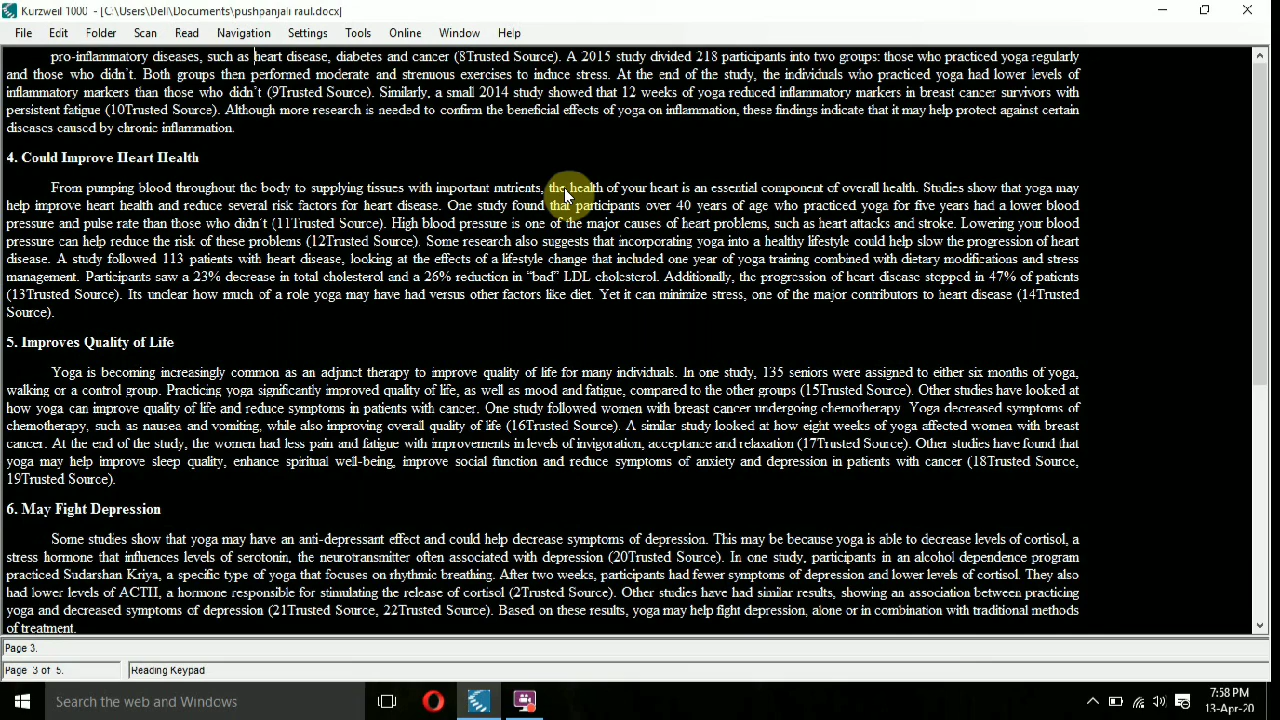 Kurzweil 1000 - [C:\Users\Dell\Documents\pushpanjali raul.docx]
File Edit Folder Scan Read Navigation Settings Tools Online Window Help
pro-inflammatory diseases, such as heart disease, diabetes and cancer (8Trusted Source). A 2015 study divided 218 participants into two groups: those who practiced yoga regularly
and those who didn't. Both groups then performed moderate and strenuous exercises to induce stress. At the end of the study, the individuals who practiced yoga had lower levels of
inflammatory markers than those who didn't (9Trusted Source). Similarly, a small 2014 study showed that 12 weeks of yoga reduced inflammatory markers in breast cancer survivors with
persistent fatigue (10Trusted Source). Although more research is needed to confirm the beneficial effects of yoga on inflammation, these findings indicate that it may help protect against certain
diseases caused by chronic inflammation.
4. Could Improve Heart Health
From pumping blood throughout the body to supplying tissues with important nutrients, the health of your heart is an essential component of overall health. Studies show that yoga may
help improve heart health and reduce several risk factors for heart disease. One study found that participants over 40 years of age who practiced yoga for five years had a lower blood
pressure and pulse rate than those who didn't (11Trusted Source). High blood pressure is one of the major causes of heart problems, such as heart attacks and stroke. Lowering your blood
pressure can help reduce the risk of these problems (12Trusted Source). Some research also suggests that incorporating yoga into a healthy lifestyle could help slow the progression of heart
disease. A study followed 113 patients with heart disease, looking at the effects of a lifestyle change that included one year of yoga training combined with dietary modifications and stress
management. Participants saw a 23% decrease in total cholesterol and a 26% reduction in "bad" LDL cholesterol. Additionally, the progression of heart disease stopped in 47% of patients
(13Trusted Source). Its unclear how much of a role yoga may have had versus other factors like diet. Yet it can minimize stress, one of the major contributors to heart disease (14Trusted
Source).
5. Improves Quality of Life
Yoga is becoming increasingly common as an adjunct therapy to improve quality of life for many individuals. In one study, 135 seniors were assigned to either six months of yoga,
walking or a control group. Practicing yoga significantly improved quality of life, as well as mood and fatigue, compared to the other groups (15Trusted Source). Other studies have looked at
how yoga can improve quality of life and reduce symptoms in patients with cancer. One study followed women with breast cancer undergoing chemotherapy. Yoga decreased symptoms of
chemotherapy, such as nausea and vomiting, while also improving overall quality of life (16Trusted Source). A similar study looked at how eight weeks of yoga affected women with breast
cancer. At the end of the study, the women had less pain and fatigue with improvements in levels of invigoration, acceptance and relaxation (17Trusted Source). Other studies have found that
yoga may help improve sleep quality, enhance spiritual well-being, improve social function and reduce symptoms of anxiety and depression in patients with cancer (18Trusted Source,
19Trusted Source).
6. May Fight Depression
Some studies show that yoga may have an anti-depressant effect and could help decrease symptoms of depression. This may be because yoga is able to decrease levels of cortisol, a
stress hormone that influences levels of serotonin, the neurotransmitter often associated with depression (20Trusted Source). In one study, participants in an alcohol dependence program
practiced Sudarshan Kriya, a specific type of yoga that focuses on rhythmic breathing. After two weeks, participants had fewer symptoms of depression and lower levels of cortisol. They also
had lower levels of ACTH, a hormone responsible for stimulating the release of cortisol (2Trusted Source). Other studies have had similar results, showing an association between practicing
yoga and decreased symptoms of depression (21Trusted Source, 22Trusted Source). Based on these results, yoga may help fight depression, alone or in combination with traditional methods
of treatment.
Page 3.
Page 3 of 5. Reading Keypad
Search the web and Windows 7:58 PM
13-Apr-20